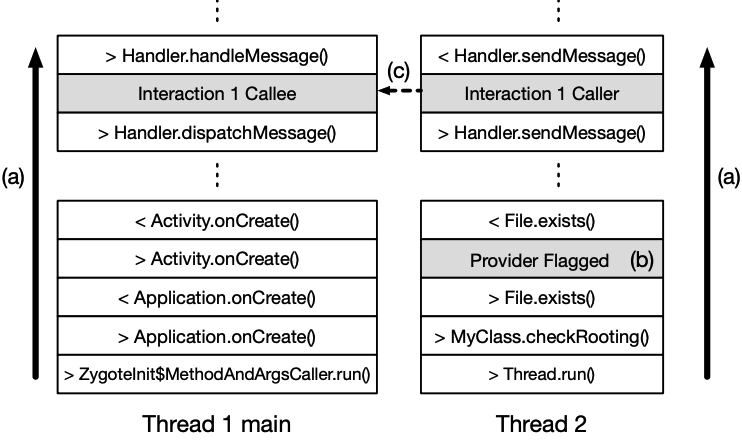 > Handler.handleMessage()
Interaction 1 Callee
> Handler.dispatchMessage()
(a)
< Activity.onCreate()
> Activity.onCreate()
< Application.onCreate()
> Application.onCreate()
> ZygoteInit$MethodAndArgsCaller.run()
Thread 1 main
(c)
< Handler.sendMessage()
Interaction 1 Caller
> Handler.sendMessage()
(a)
< File.exists()
Provider Flagged (b)
> File.exists()
> MyClass.checkRooting()
> Thread.run()
Thread 2